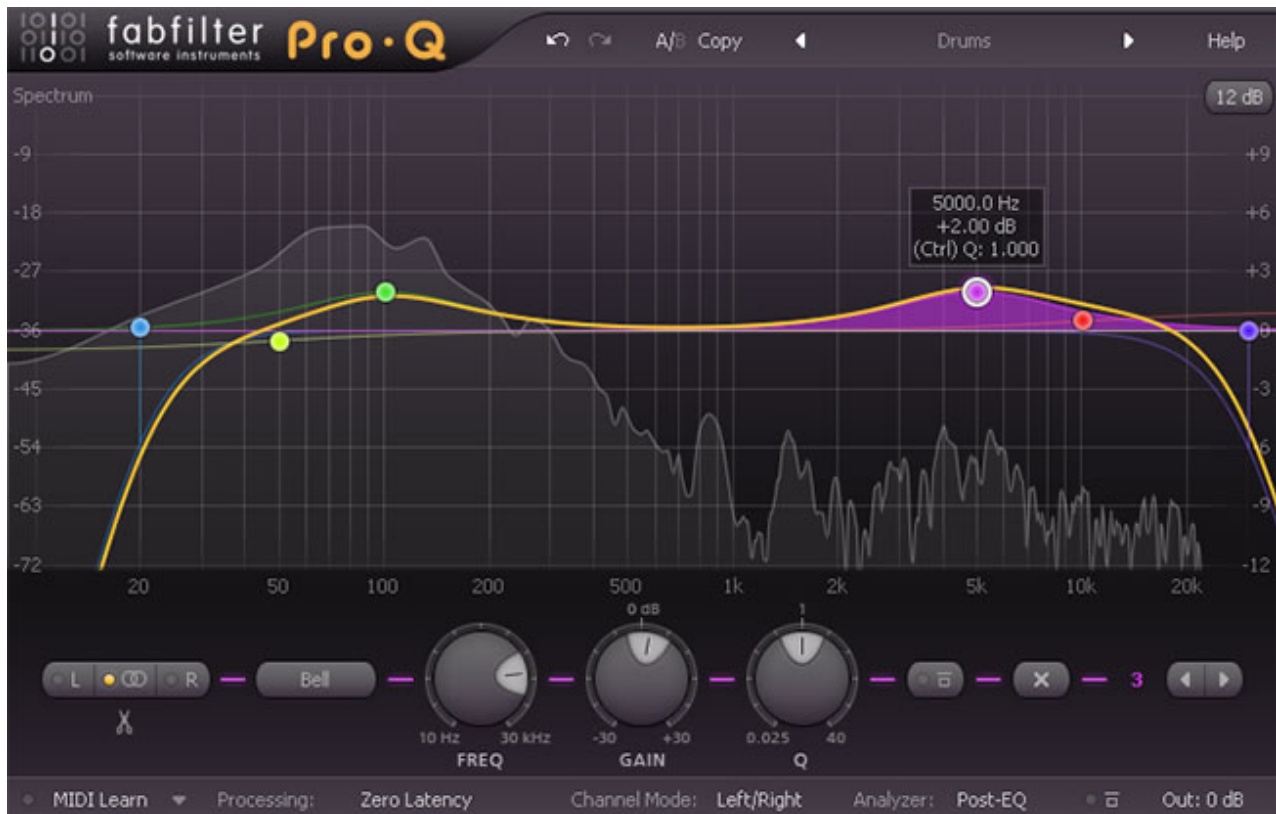 fabfilter
software instruments
Pro·Q
A/B Copy Drums Help
Spectrum 12 dB
-9 +9
-18 +6
5000.0 Hz
+2.00 dB
(Ctrl) Q: 1.000
-27 +3
-36 0
-45 -3
-54 -6
-63 -9
-72 -12
20 50 100 200 500 1k 2k 5k 10k 20k
0 dB 1
L R Bell 3
10 Hz 30 kHz -30 +30 0.025 40
FREQ GAIN Q
MIDI Learn Processing: Zero Latency Channel Mode: Left/Right Analyzer: Post-EQ Out: 0 dB